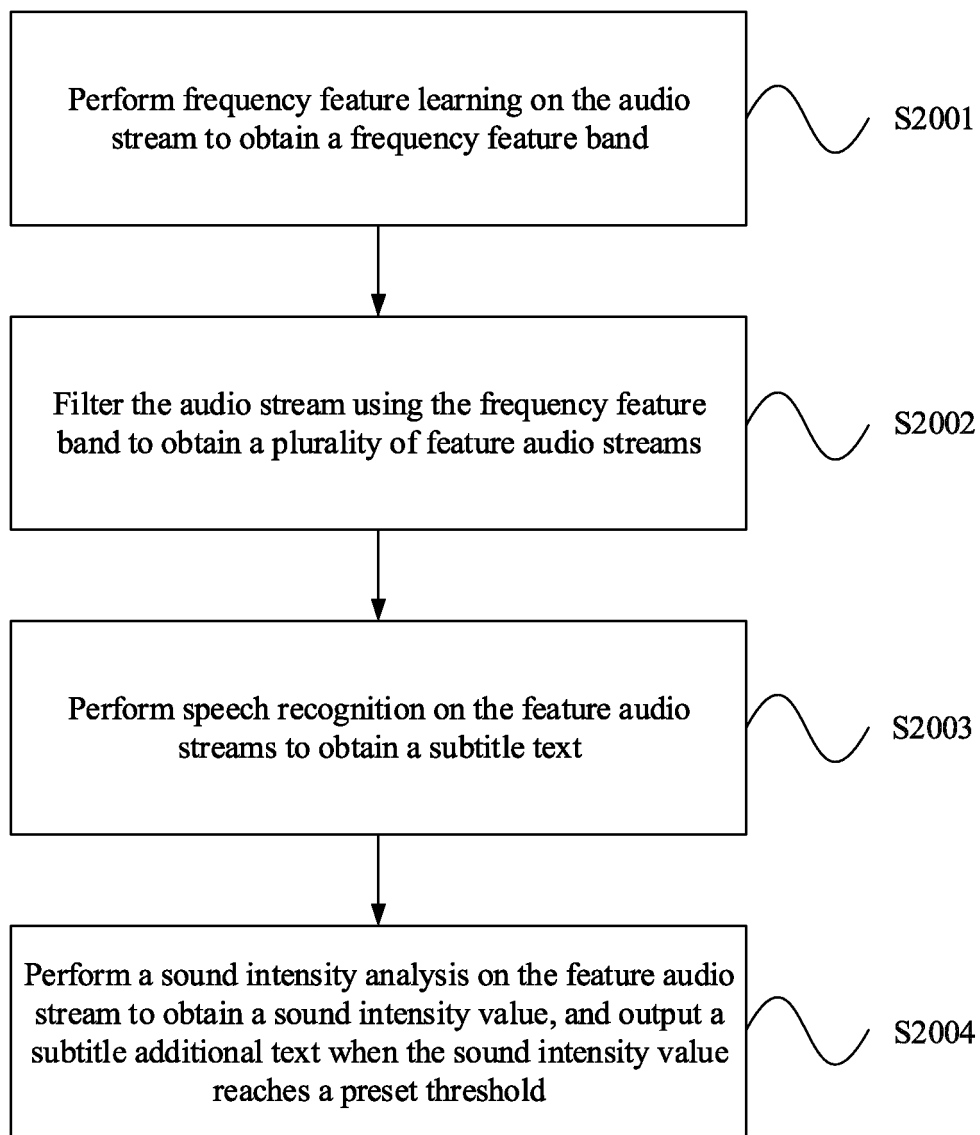 Perform frequency feature learning on the audio
stream to obtain a frequency feature band
S2001
Filter the audio stream using the frequency feature
band to obtain a plurality of feature audio streams
S2002
Perform speech recognition on the feature audio
streams to obtain a subtitle text
S2003
Perform a sound intensity analysis on the feature audio
stream to obtain a sound intensity value, and output a
subtitle additional text when the sound intensity value
reaches a preset threshold
S2004